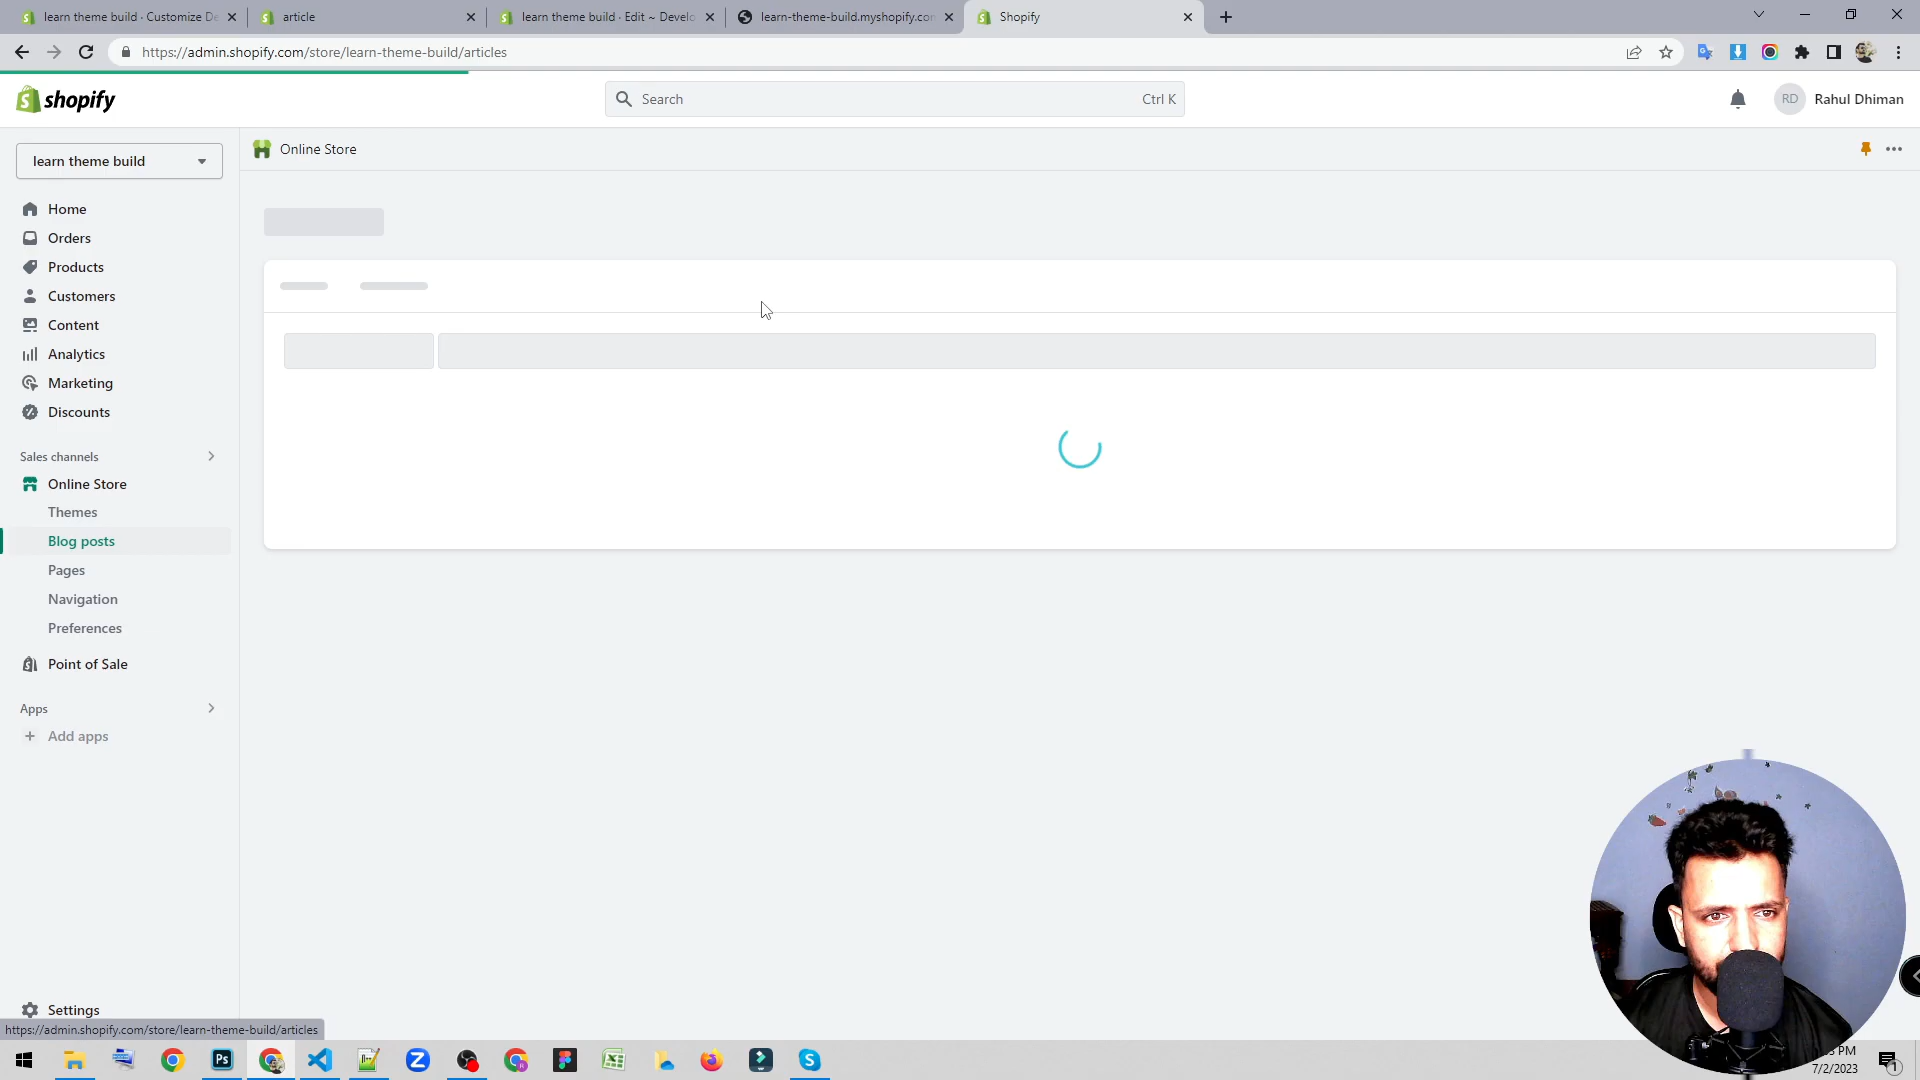 learn theme build · Customize De
article
learn theme build · Edit ~ Develo
learn-theme-build.myshopify.con
Shopify
https://admin.shopify.com/store/learn-theme-build/articles
shopify
Search
Ctrl K
RD
Rahul Dhiman
learn theme build
Online Store
Home
Orders
Products
Customers
Content
Analytics
Marketing
Discounts
Sales channels
Online Store
Themes
Blog posts
Pages
Navigation
Preferences
Point of Sale
Apps
Add apps
Settings
https://admin.shopify.com/store/learn-theme-build/articles
PM
7/2/2023